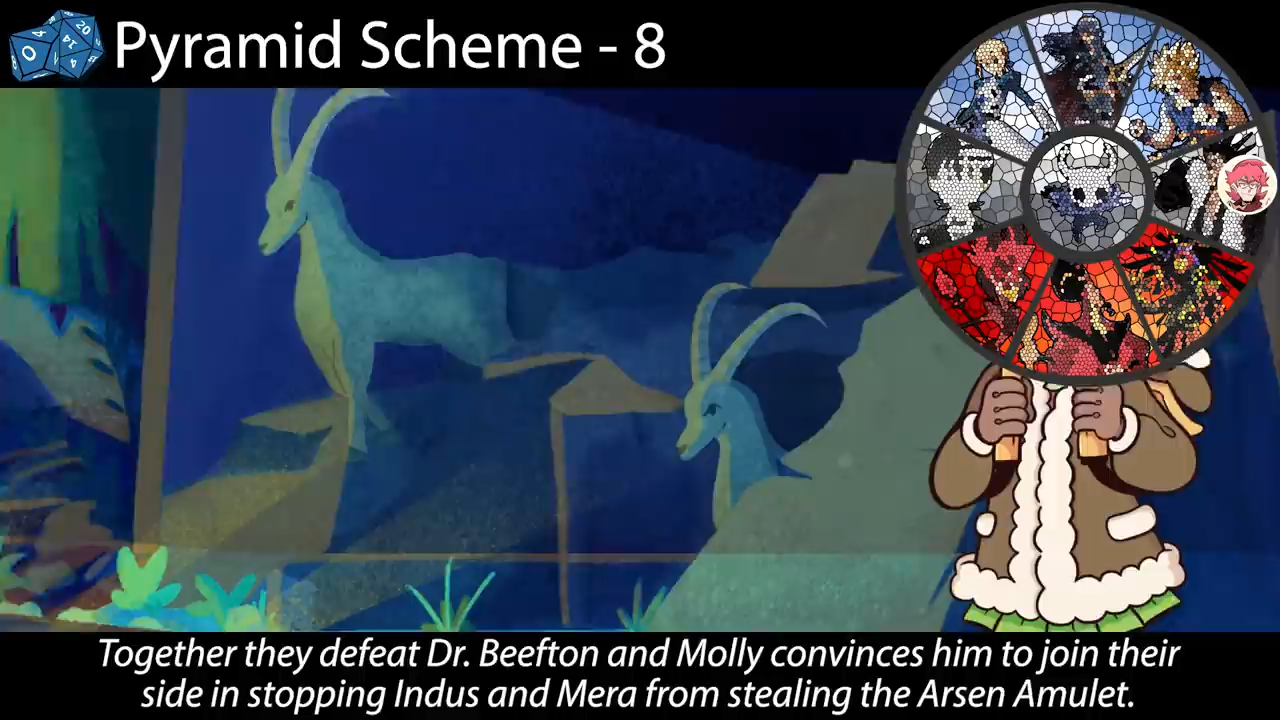 Pyramid Scheme - 8
Together they defeat Dr. Beefton and Molly convinces him to join their
side in stopping Indus and Mera from stealing the Arsen Amulet.